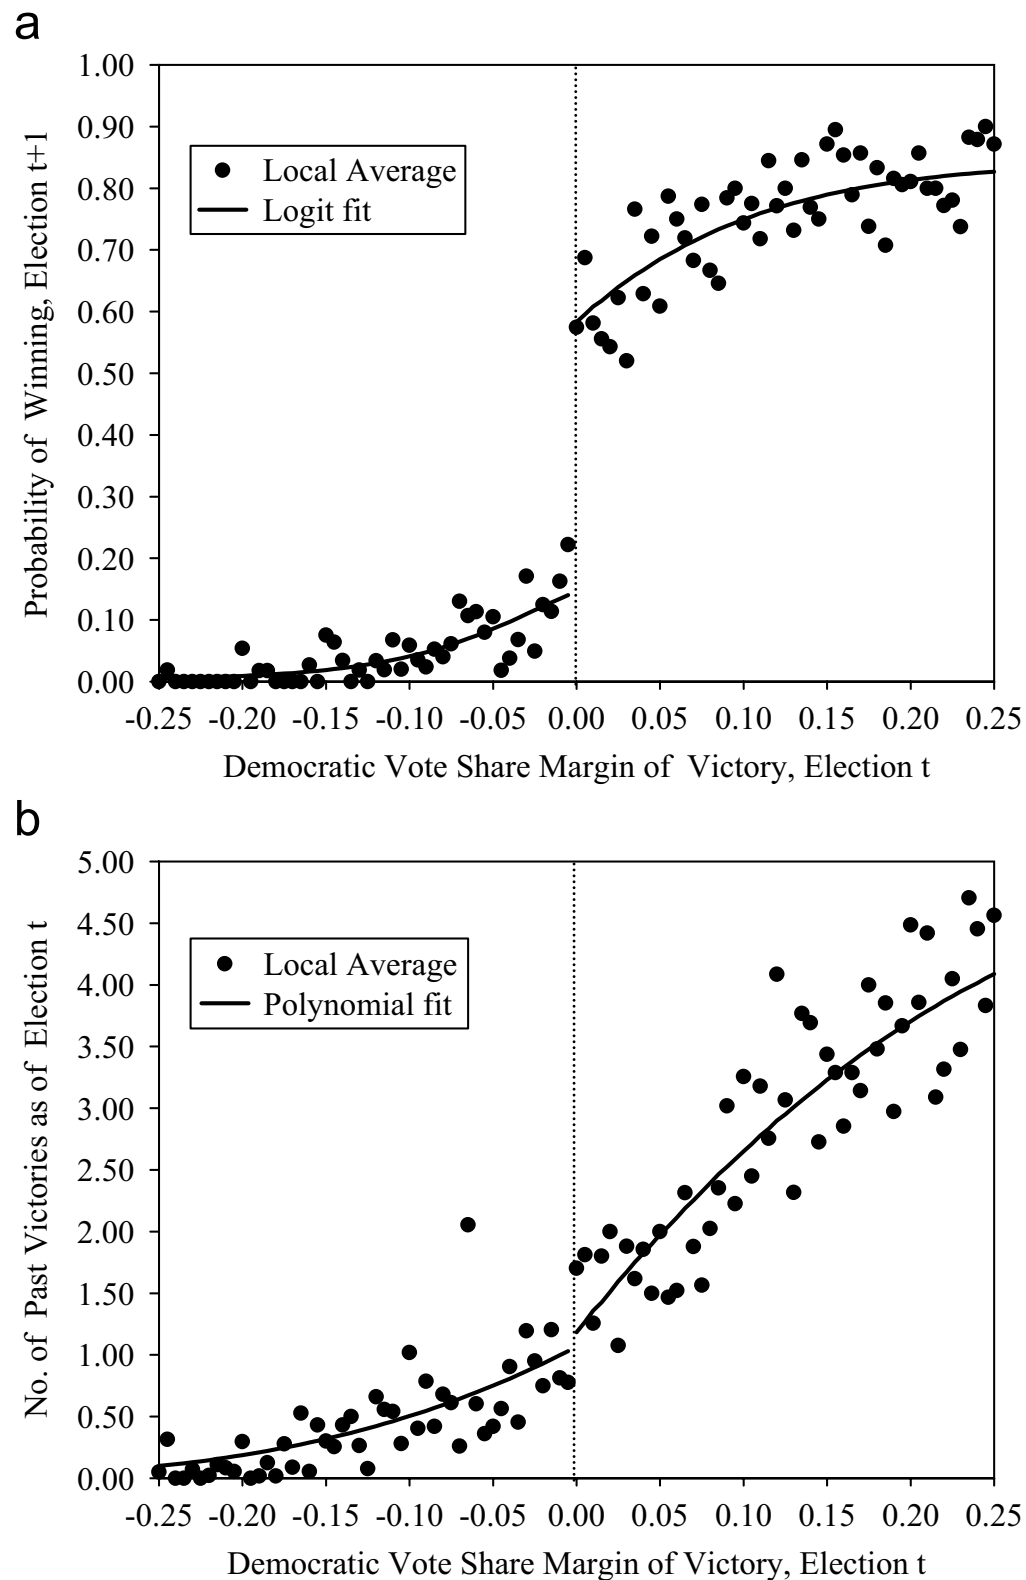 a
1.00
0.90
0.80
0.70
0.60
0.50
0.40
0.30
0.20
0.10
0.00
Probability of Winning, Election t+1
Local Average
Logit fit
-0.25 -0.20 -0.15 -0.10 -0.05 0.00 0.05 0.10 0.15 0.20 0.25
Democratic Vote Share Margin of Victory, Election t
b
5.00
4.50
4.00
3.50
3.00
2.50
2.00
1.50
1.00
0.50
0.00
No. of Past Victories as of Election t
Local Average
Polynomial fit
-0.25 -0.20 -0.15 -0.10 -0.05 0.00 0.05 0.10 0.15 0.20 0.25
Democratic Vote Share Margin of Victory, Election t